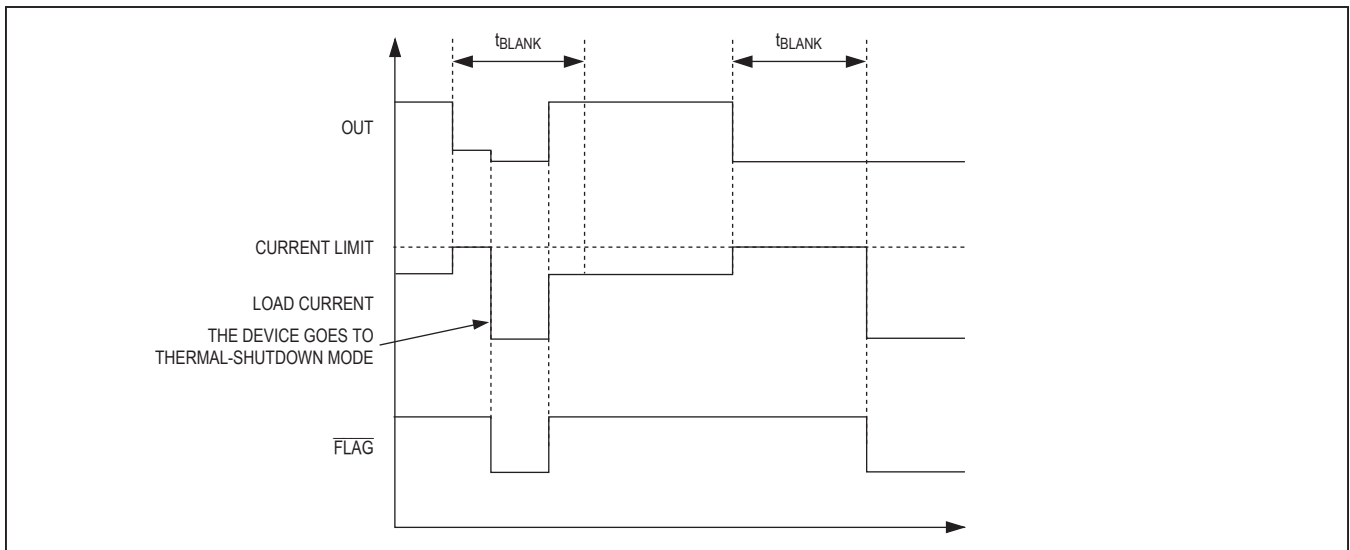 tBLANK
tBLANK
OUT
CURRENT LIMIT
LOAD CURRENT
THE DEVICE GOES TO
THERMAL-SHUTDOWN MODE
FLAG